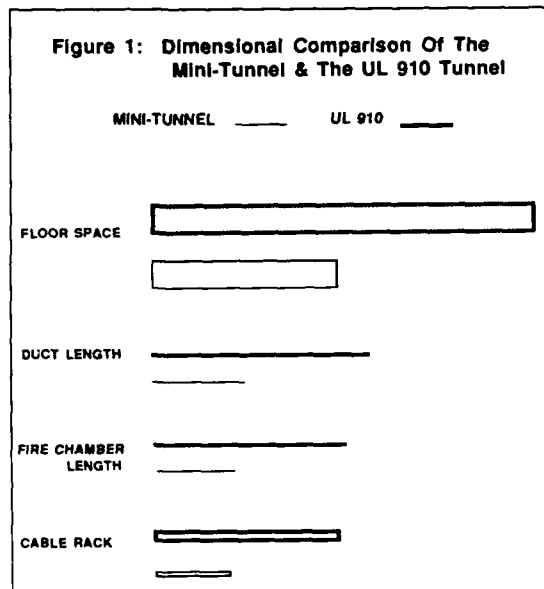 Figure 1: Dimensional Comparison Of The
Mini-Tunnel & The UL 910 Tunnel
MINI-TUNNEL UL 910
FLOOR SPACE
DUCT LENGTH
FIRE CHAMBER
LENGTH
CABLE RACK